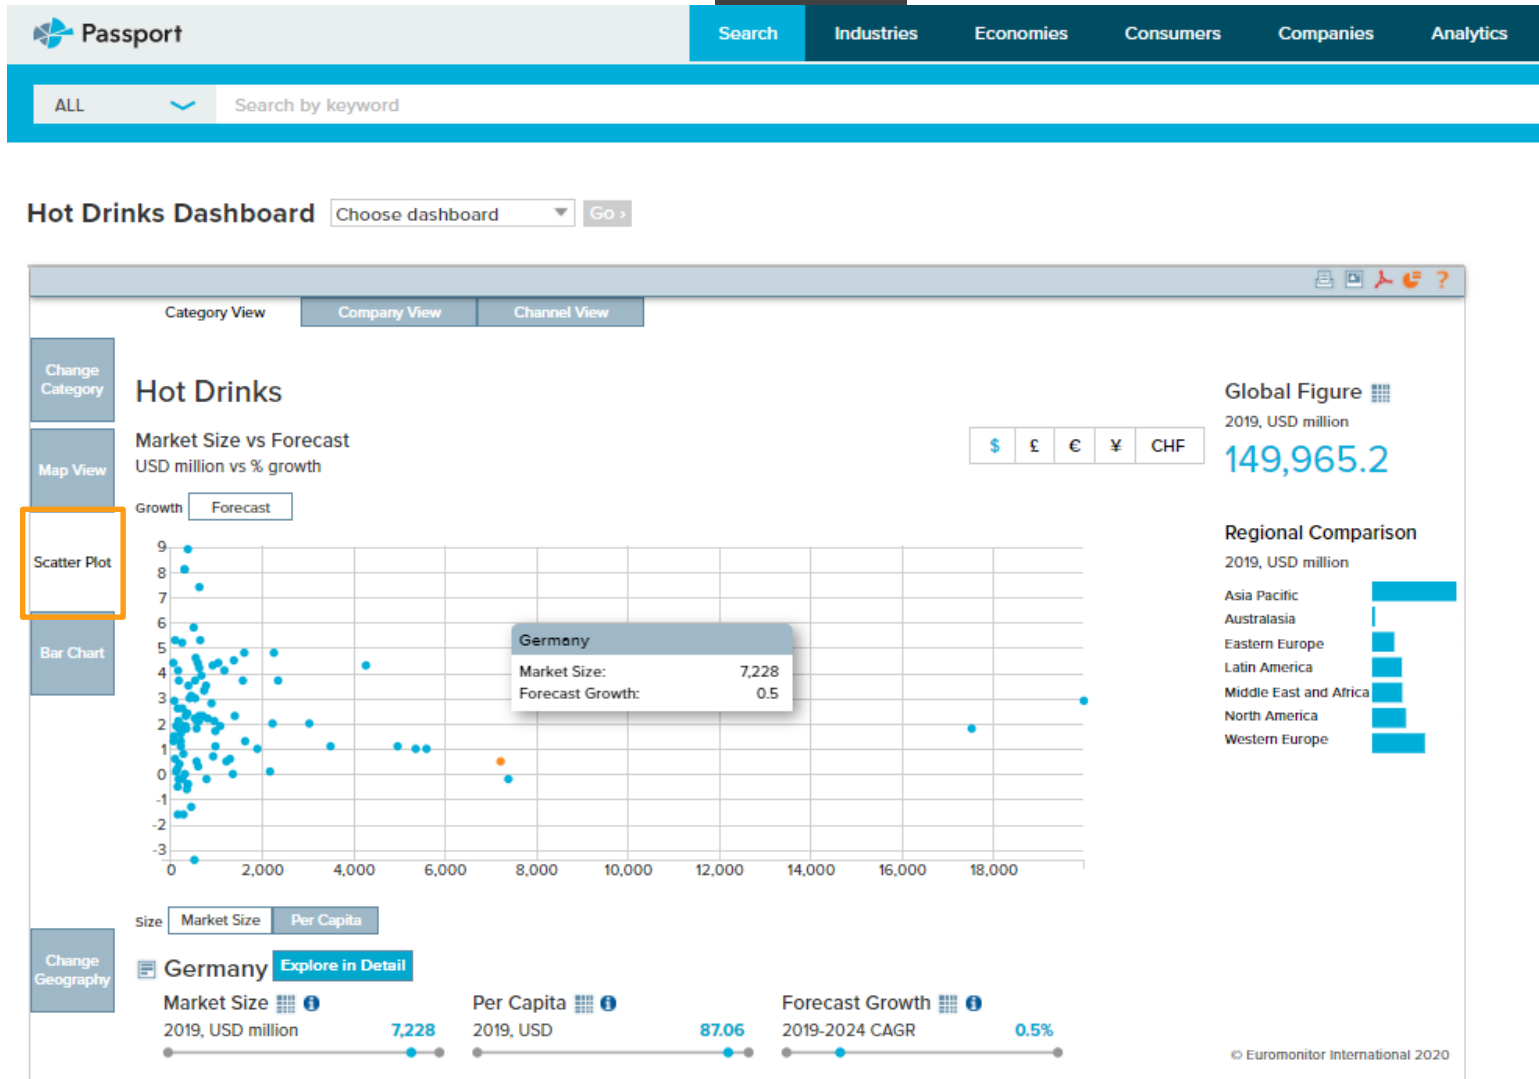 Passport
Search Industries Economies Consumers Companies Analytics
ALL Search by keyword
Hot Drinks Dashboard Choose dashboard Go ›
?
Category View Company View Channel View
Change
Category
Map View
Scatter Plot
Bar Chart
Change
Geography
Hot Drinks
Market Size vs Forecast
USD million vs % growth
$ £ € ¥ CHF
Growth Forecast
9
8
7
6
5
4
3
2
1
0
-1
-2
-3
0 2,000 4,000 6,000 8,000 10,000 12,000 14,000 16,000 18,000
Germany
Market Size: 7,228
Forecast Growth: 0.5
Size Market Size Per Capita
Germany Explore in Detail
Market Size i
2019, USD million 7,228
Per Capita i
2019, USD 87.06
Forecast Growth i
2019-2024 CAGR 0.5%
Global Figure
2019, USD million
149,965.2
Regional Comparison
2019, USD million
Asia Pacific
Australasia
Eastern Europe
Latin America
Middle East and Africa
North America
Western Europe
© Euromonitor International 2020